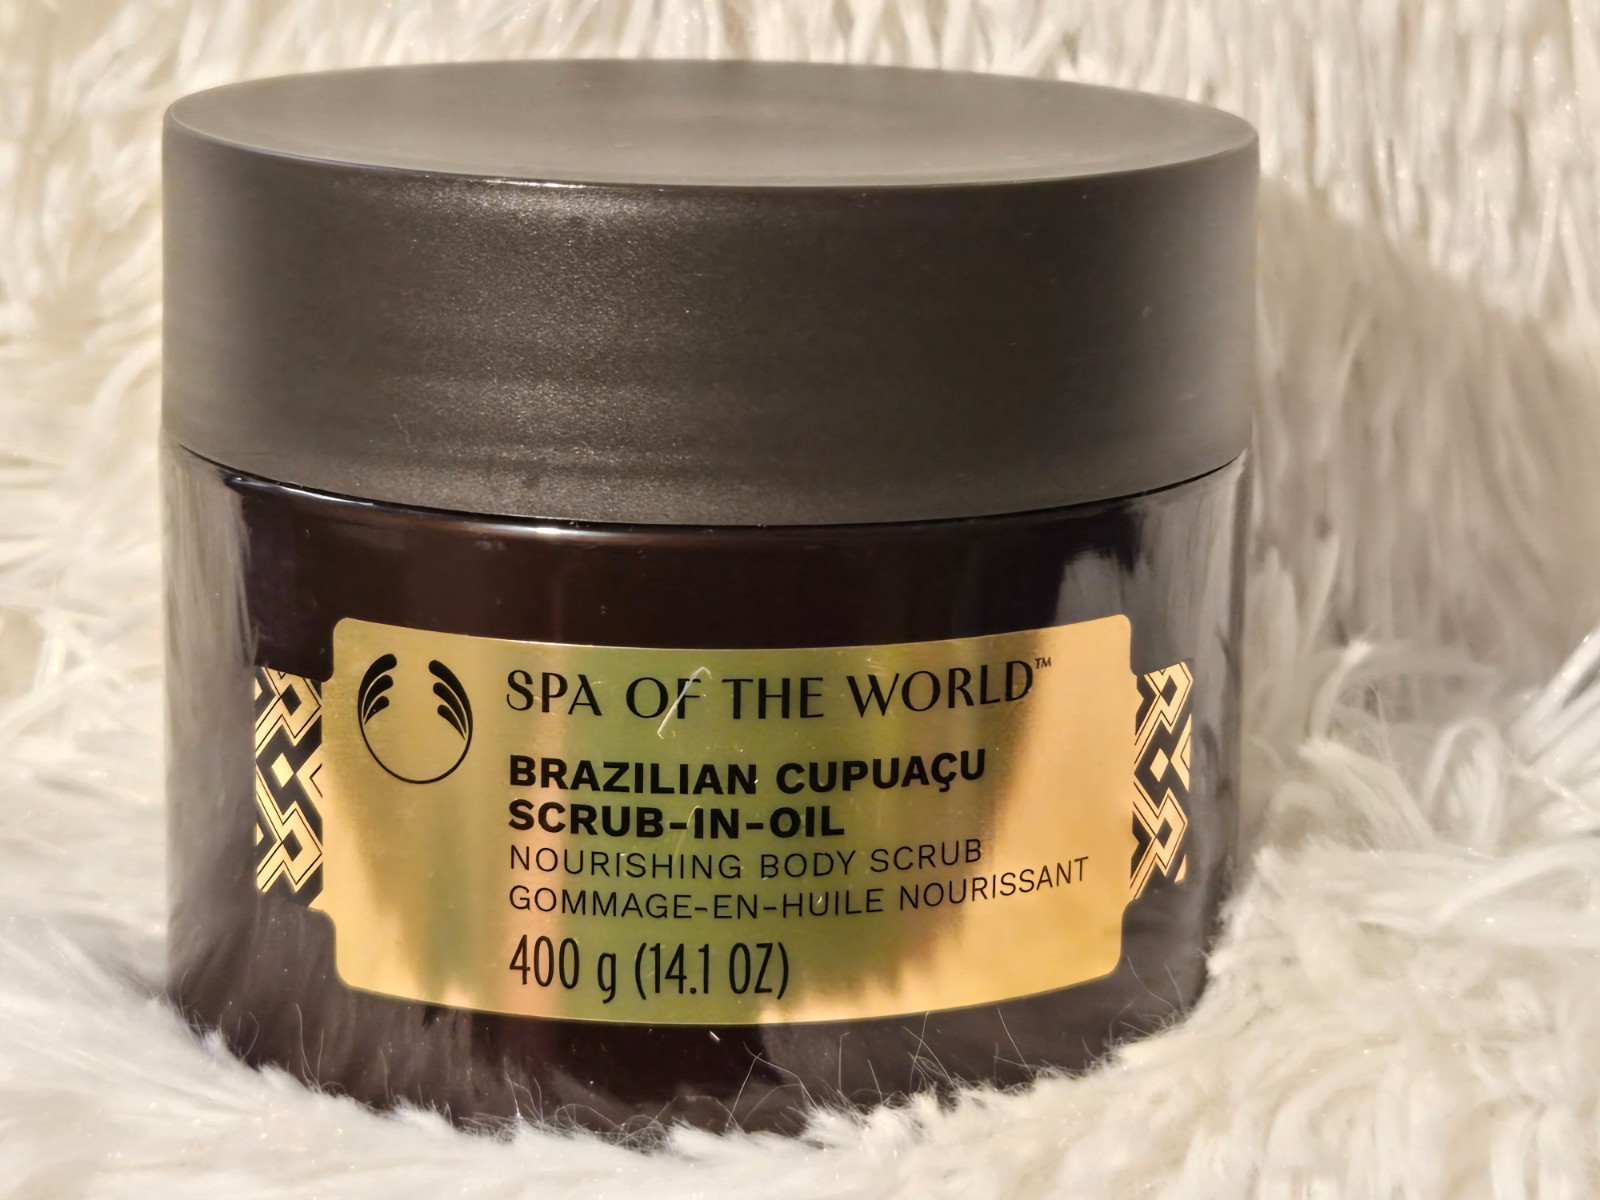 SPA OF THE WORLD™
BRAZILIAN CUPUAÇU
SCRUB-IN-OIL
NOURISHING BODY SCRUB
GOMMAGE-EN-HUILE NOURISSANT
400 g (14.1 OZ)